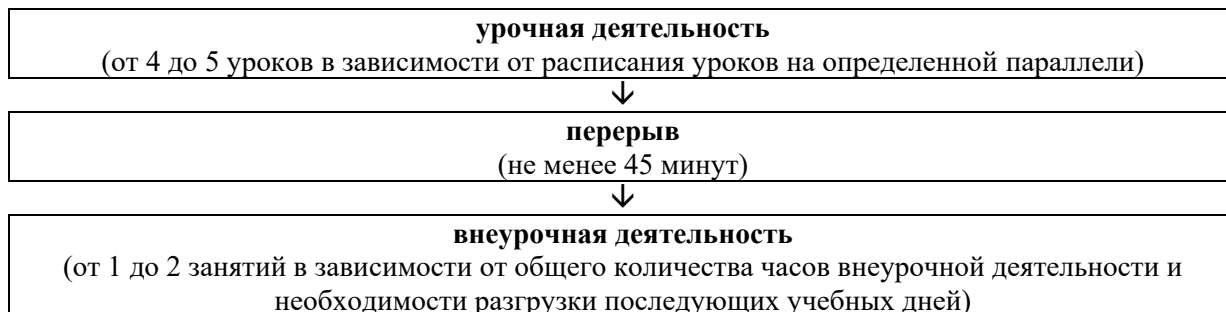 урочная деятельность
(от 4 до 5 уроков в зависимости от расписания уроков на определенной параллели)
↓
перерыв
(не менее 45 минут)
↓
внеурочная деятельность
(от 1 до 2 занятий в зависимости от общего количества часов внеурочной деятельности и
необходимости разгрузки последующих учебных дней)